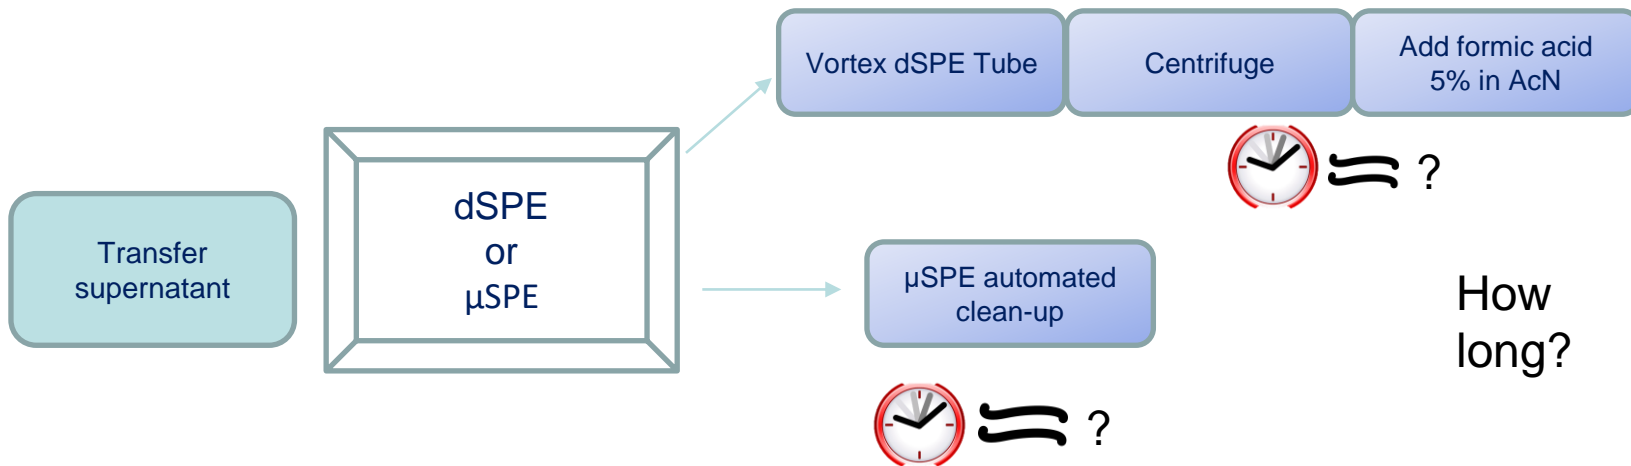 Transfer
supernatant
dSPE
or
µSPE
Vortex dSPE Tube
Centrifuge
Add formic acid
5% in AcN
?
µSPE automated
clean-up
?
How
long?